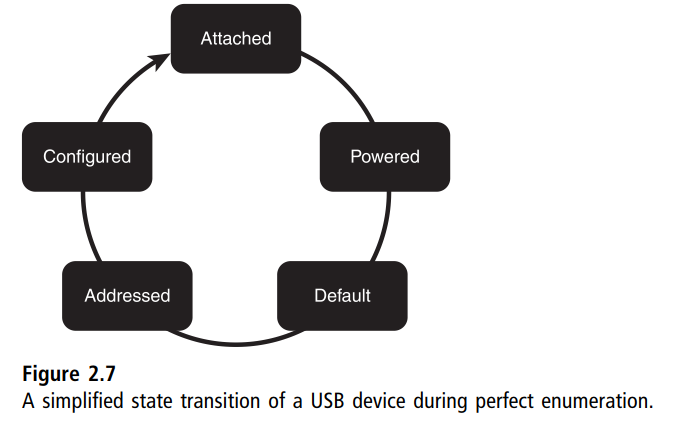 Attached
Configured
Powered
Addressed
Default
Figure 2.7
A simplified state transition of a USB device during perfect enumeration.